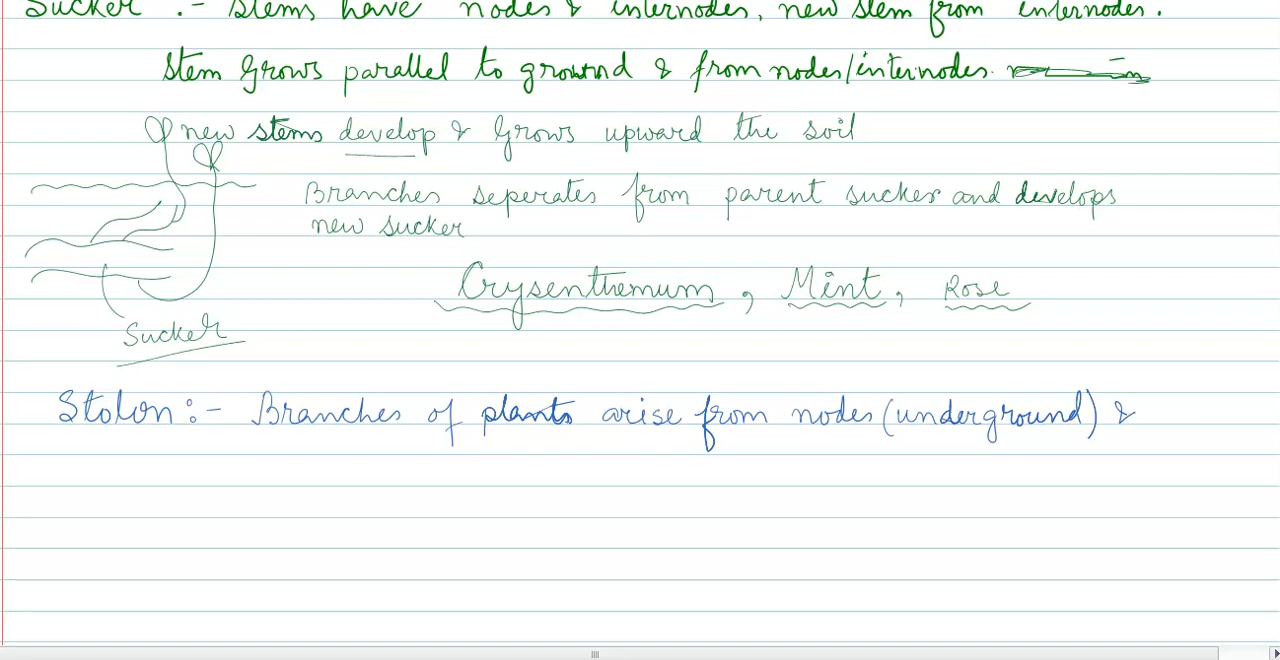 Sucker :- Stems have nodes & internodes, new stem from internodes.
Stem Grows parallel to ground & from nodes/internodes.
new stems develop & Grows upward the soil
Branches seperates from parent sucker and develops
new sucker
Crysenthemum, Mint, Rose
Sucker
Stolon :- Branches of plants arise from nodes (underground) &